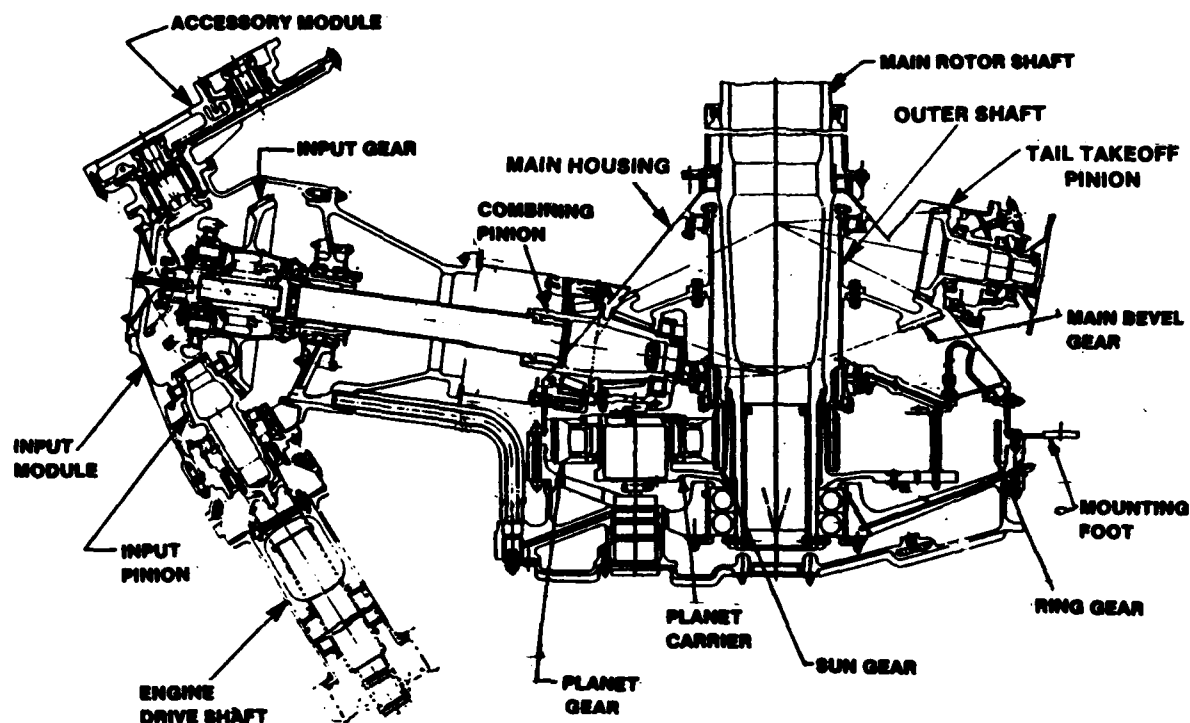 ACCESSORY MODULE
MAIN ROTOR SHAFT
OUTER SHAFT
INPUT GEAR
MAIN HOUSING
TAIL TAKEOFF
PINION
COMBINING
PINION
MAIN BEVEL
GEAR
INPUT
MODULE
MOUNTING
FOOT
INPUT
PINION
RING GEAR
PLANET
CARRIER
SUN GEAR
PLANET
GEAR
ENGINE
DRIVE SHAFT